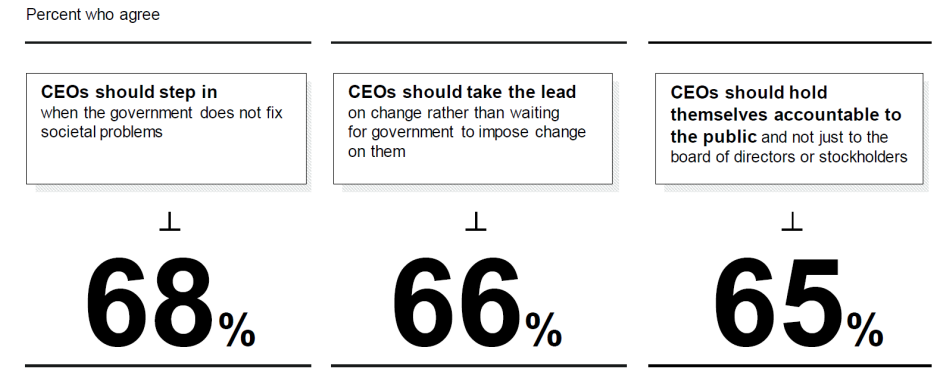 Percent who agree
CEOs should step in
when the government does not fix
societal problems
CEOs should take the lead
on change rather than waiting
for government to impose change
on them
CEOs should hold
themselves accountable to
the public and not just to the
board of directors or stockholders
68%
66%
65%